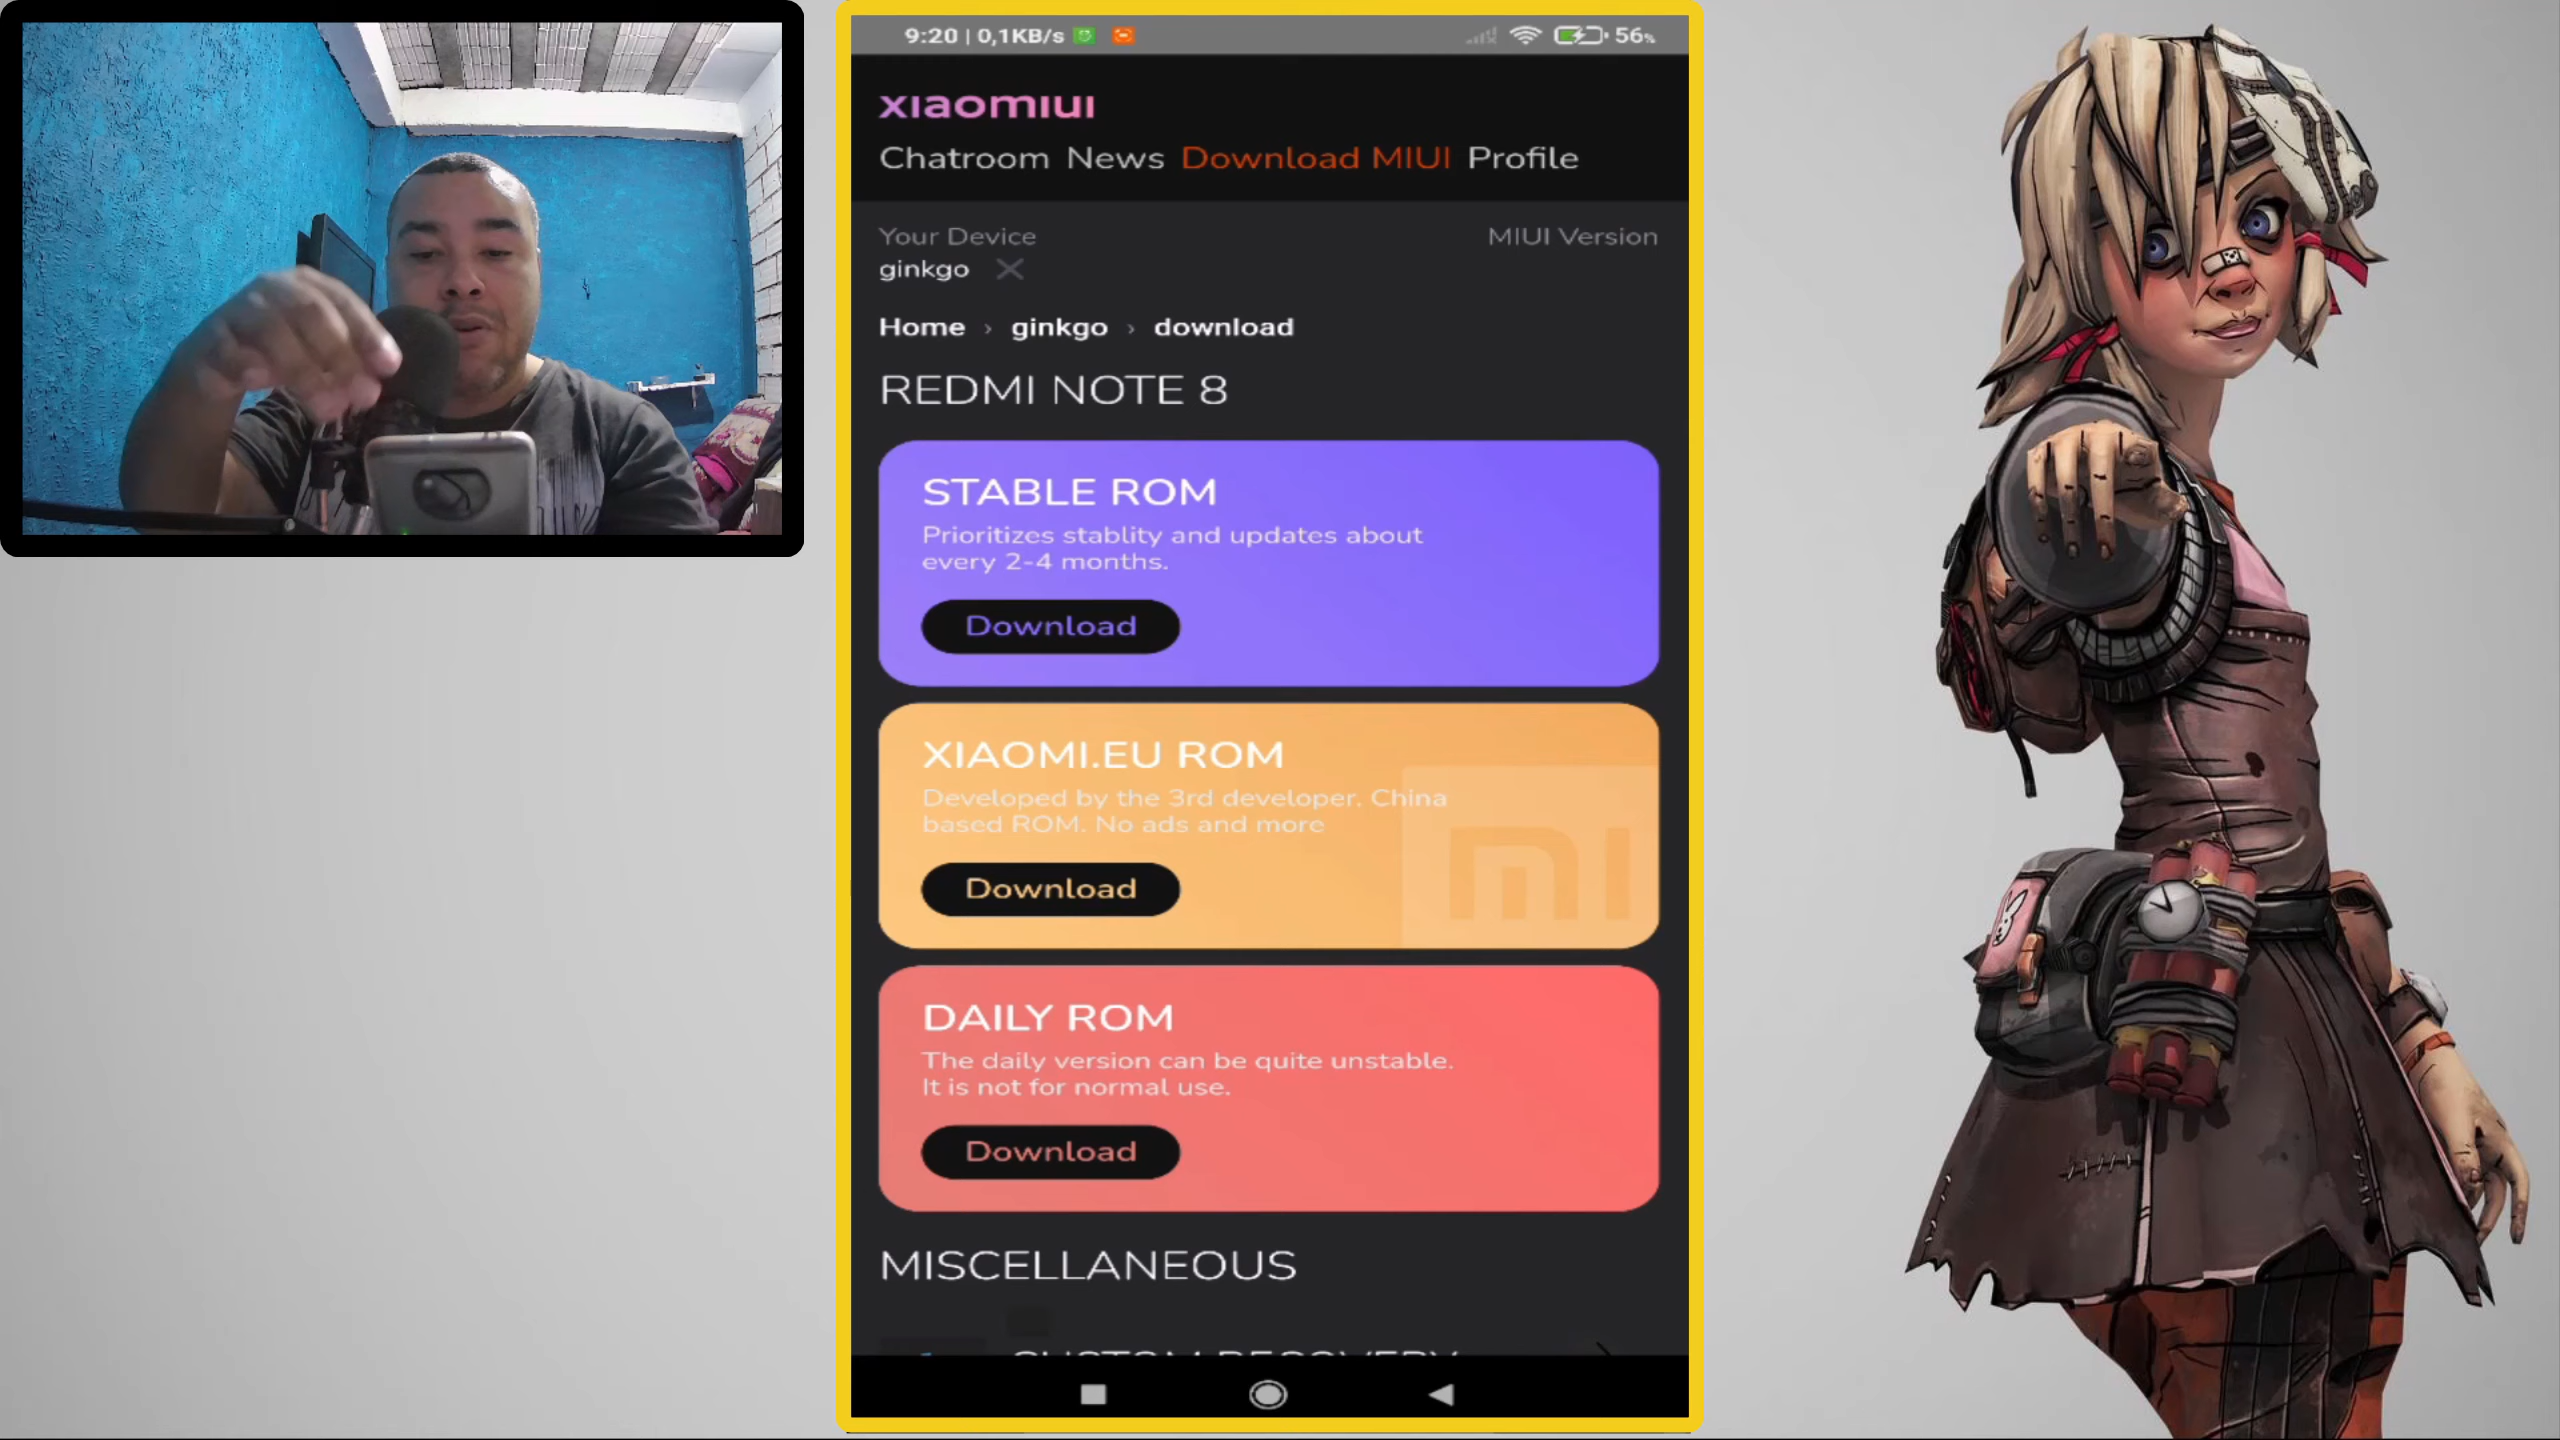 9:20 | 0,1KB/s
56%
xiaomiui
Chatroom News Download MIUI Profile
Your Device
MIUI Version
ginkgo
Home › ginkgo › download
REDMI NOTE 8
STABLE ROM
Prioritizes stablity and updates about
every 2-4 months.
Download
XIAOMI.EU ROM
Developed by the 3rd developer. China
based ROM. No ads and more
Download
mi
DAILY ROM
The daily version can be quite unstable.
It is not for normal use.
Download
MISCELLANEOUS
CUSTOM RECOVERY